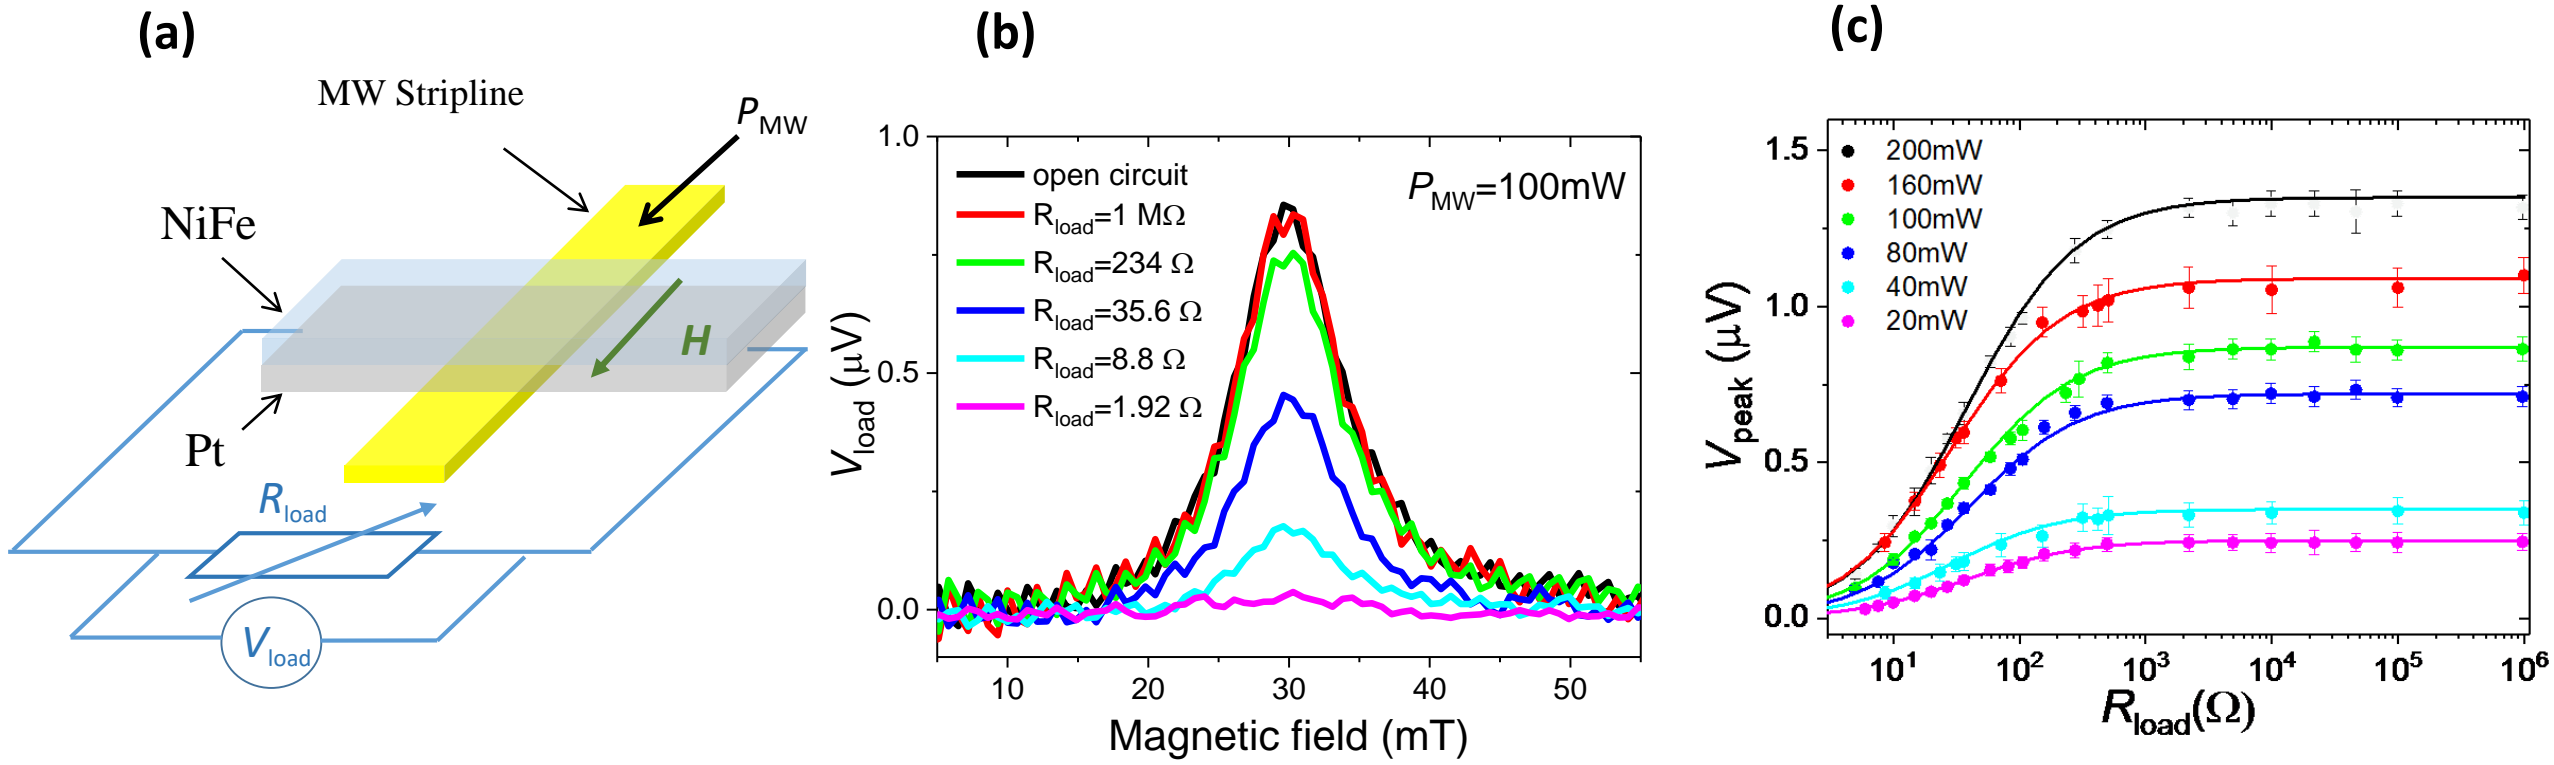 (a)
MW Stripline
P_MW
NiFe
H
Pt
R_load
V_load
(b)
1.0
0.5
0.0
V_load (μV)
open circuit
R_load=1 MΩ
R_load=234 Ω
R_load=35.6 Ω
R_load=8.8 Ω
R_load=1.92 Ω
P_MW=100mW
10 20 30 40 50
Magnetic field (mT)
(c)
1.5
1.0
0.5
0.0
V_peak (μV)
200mW
160mW
100mW
80mW
40mW
20mW
10^1 10^2 10^3 10^4 10^5 10^6
R_load(Ω)